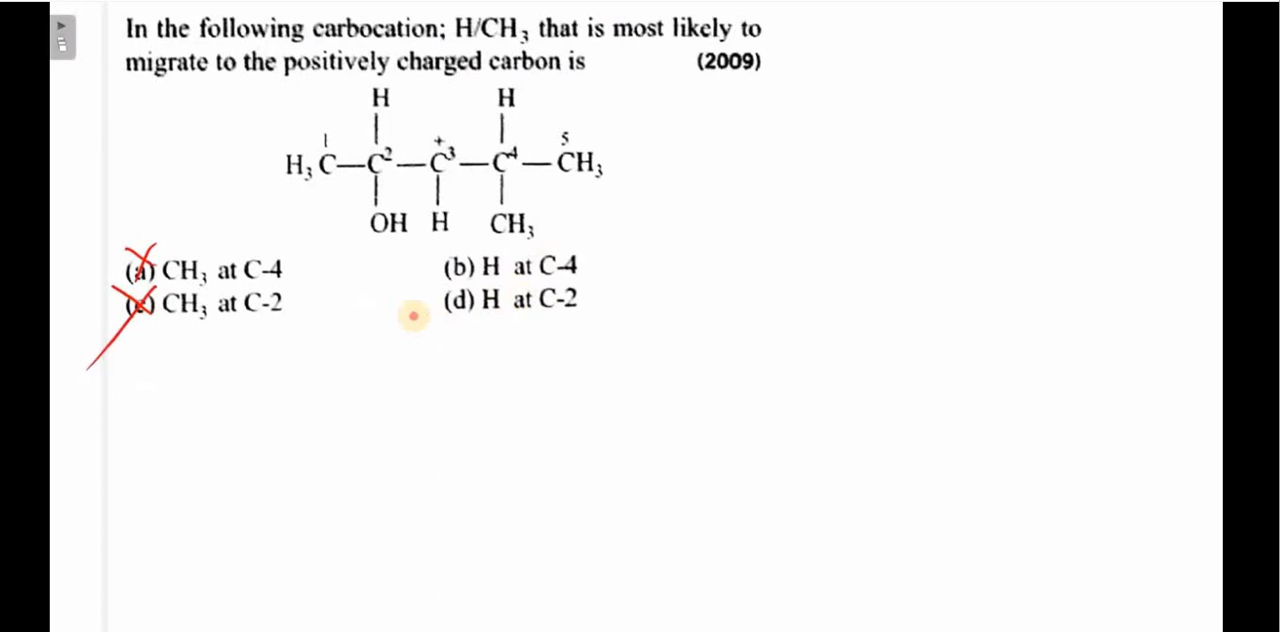 In the following carbocation; H/CH₃ that is most likely to
migrate to the positively charged carbon is (2009)
H H
1 + 5
H₃C—C²—C³—C⁴—CH₃
OH H CH₃
(a) CH₃ at C-4 (b) H at C-4
(c) CH₃ at C-2 (d) H at C-2